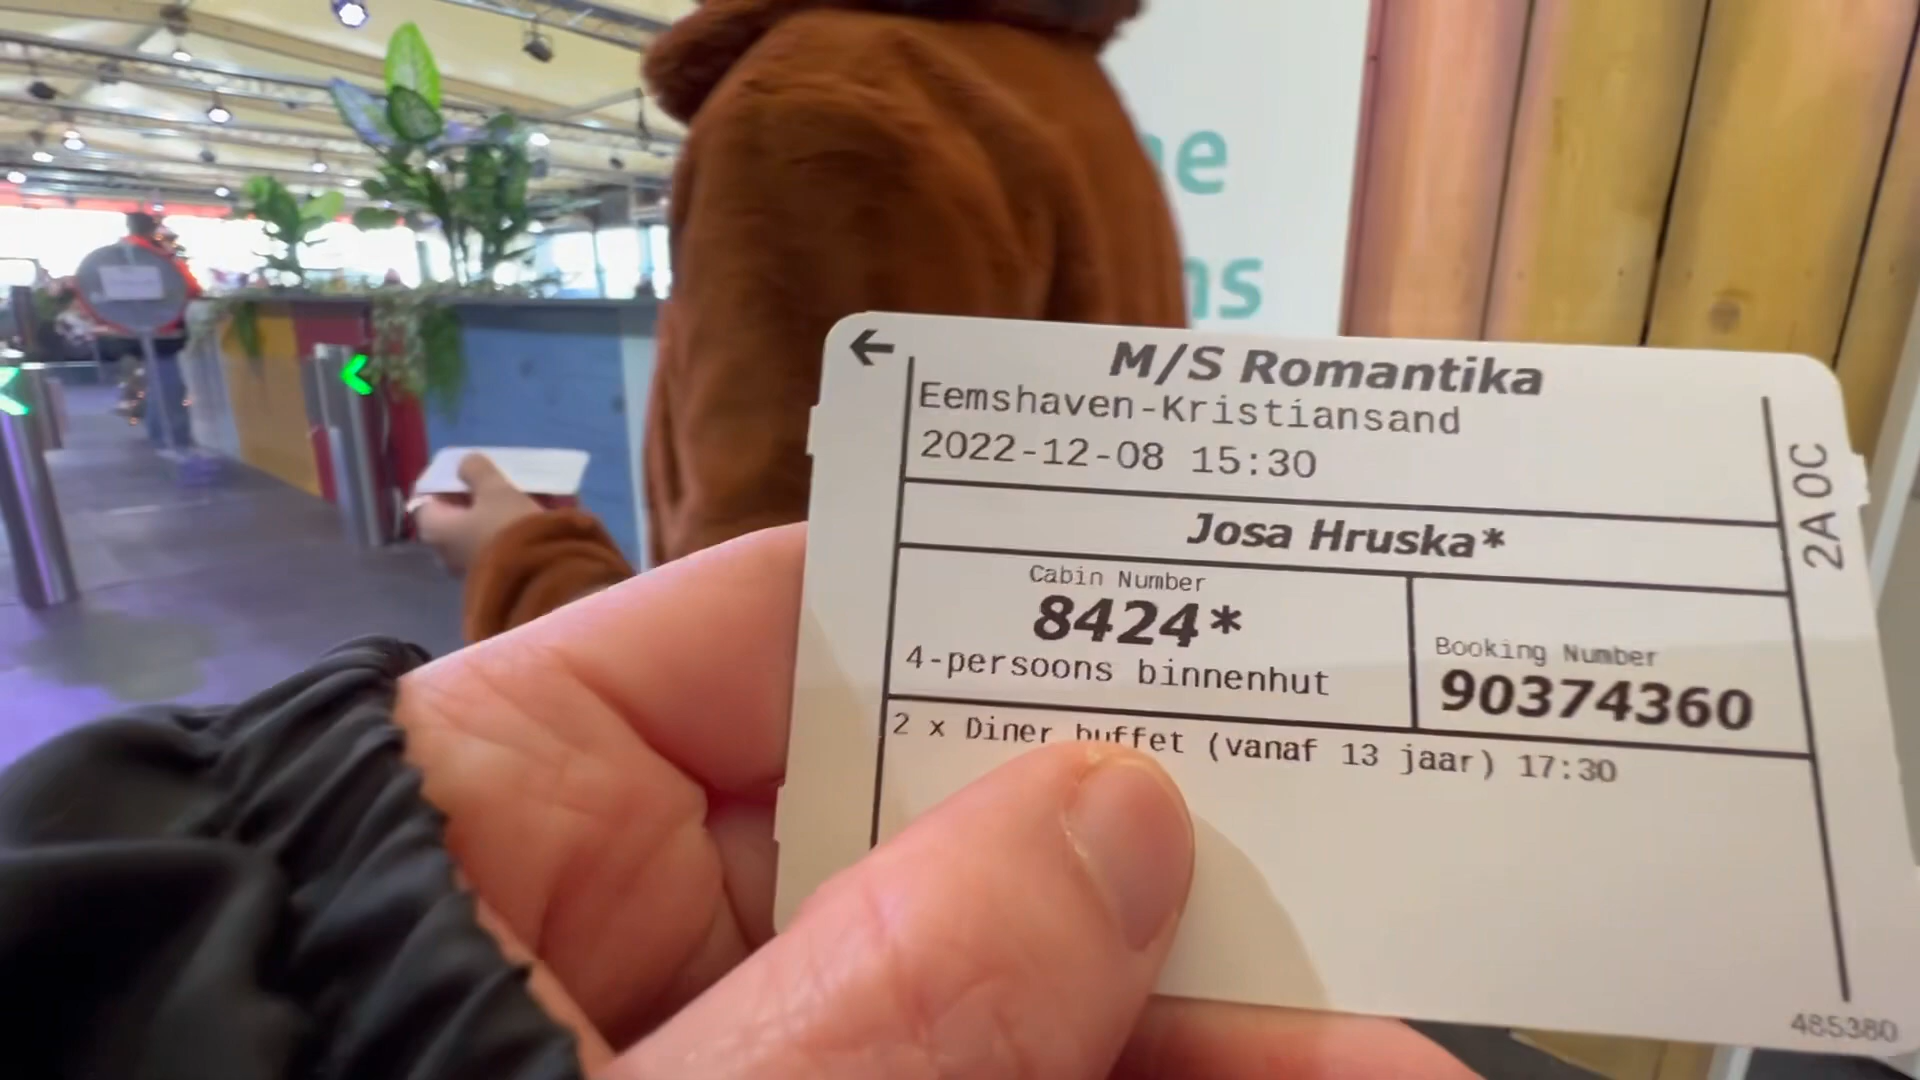 M/S Romantika
Eemshaven-Kristiansand
2022-12-08 15:30
2A 0C
Josa Hruska*
Cabin Number
8424*
4-persoons binnenhut
Booking Number
90374360
2 x Diner buffet (vanaf 13 jaar) 17:30
485380